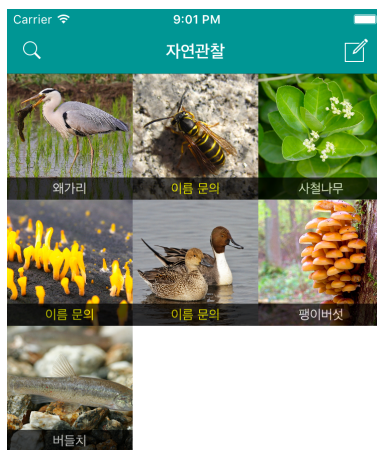 Carrier 9:01 PM
자연관찰
왜가리 이름 문의 사철나무
이름 문의 이름 문의 팽이버섯
버들치